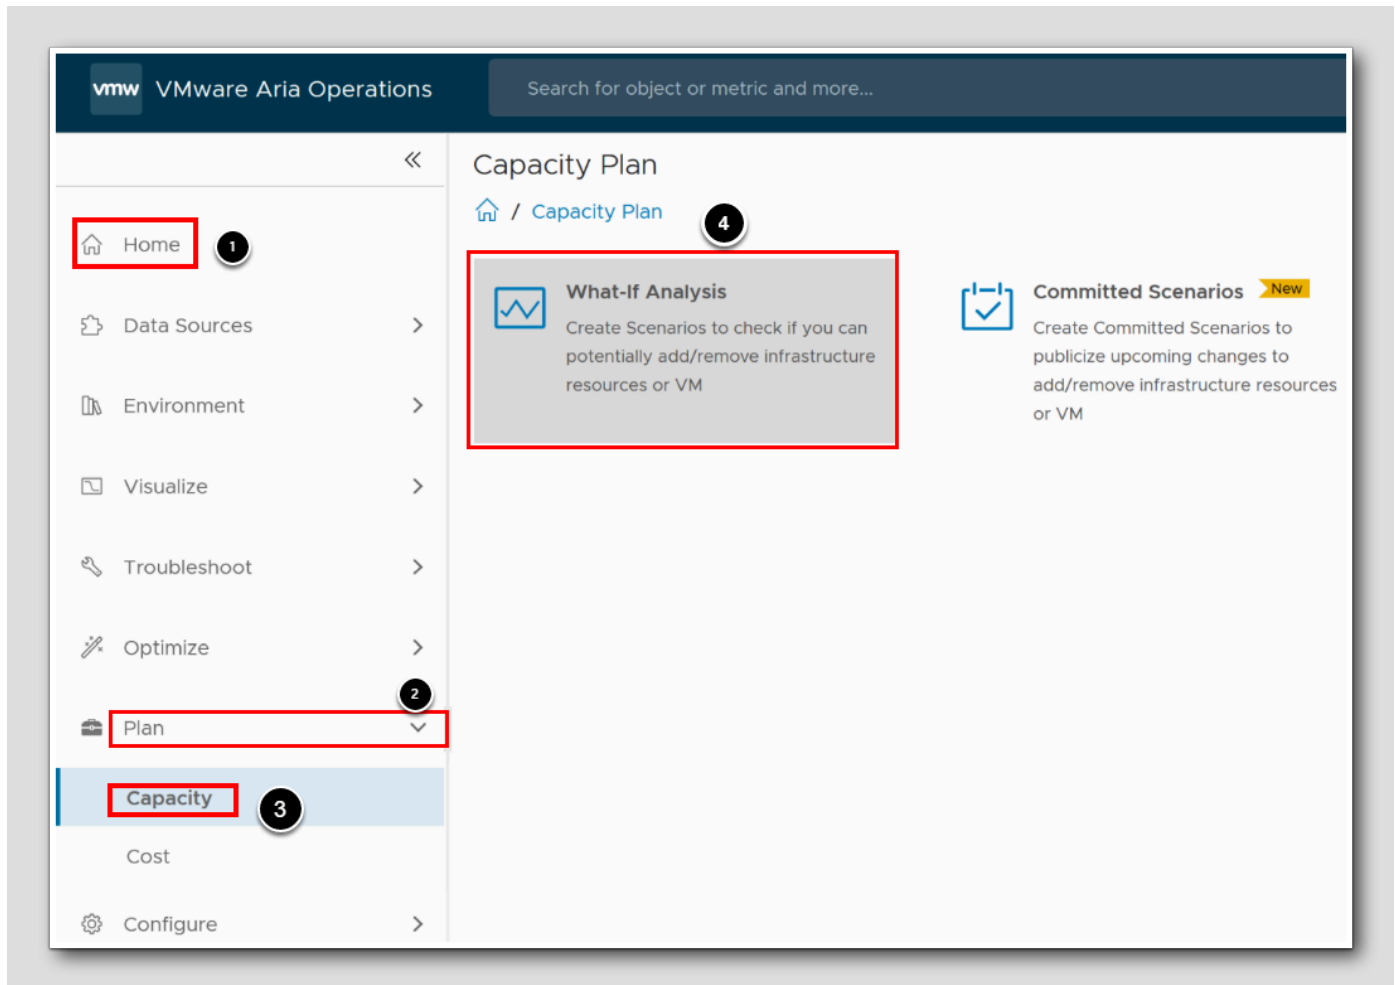 vmw VMware Aria Operations
Search for object or metric and more...
Capacity Plan
/ Capacity Plan
4
Home
1
Data Sources
Environment
Visualize
Troubleshoot
Optimize
2
Plan
Capacity
3
Cost
Configure
What-If Analysis
Create Scenarios to check if you can
potentially add/remove infrastructure
resources or VM
Committed Scenarios New
Create Committed Scenarios to
publicize upcoming changes to
add/remove infrastructure resources
or VM